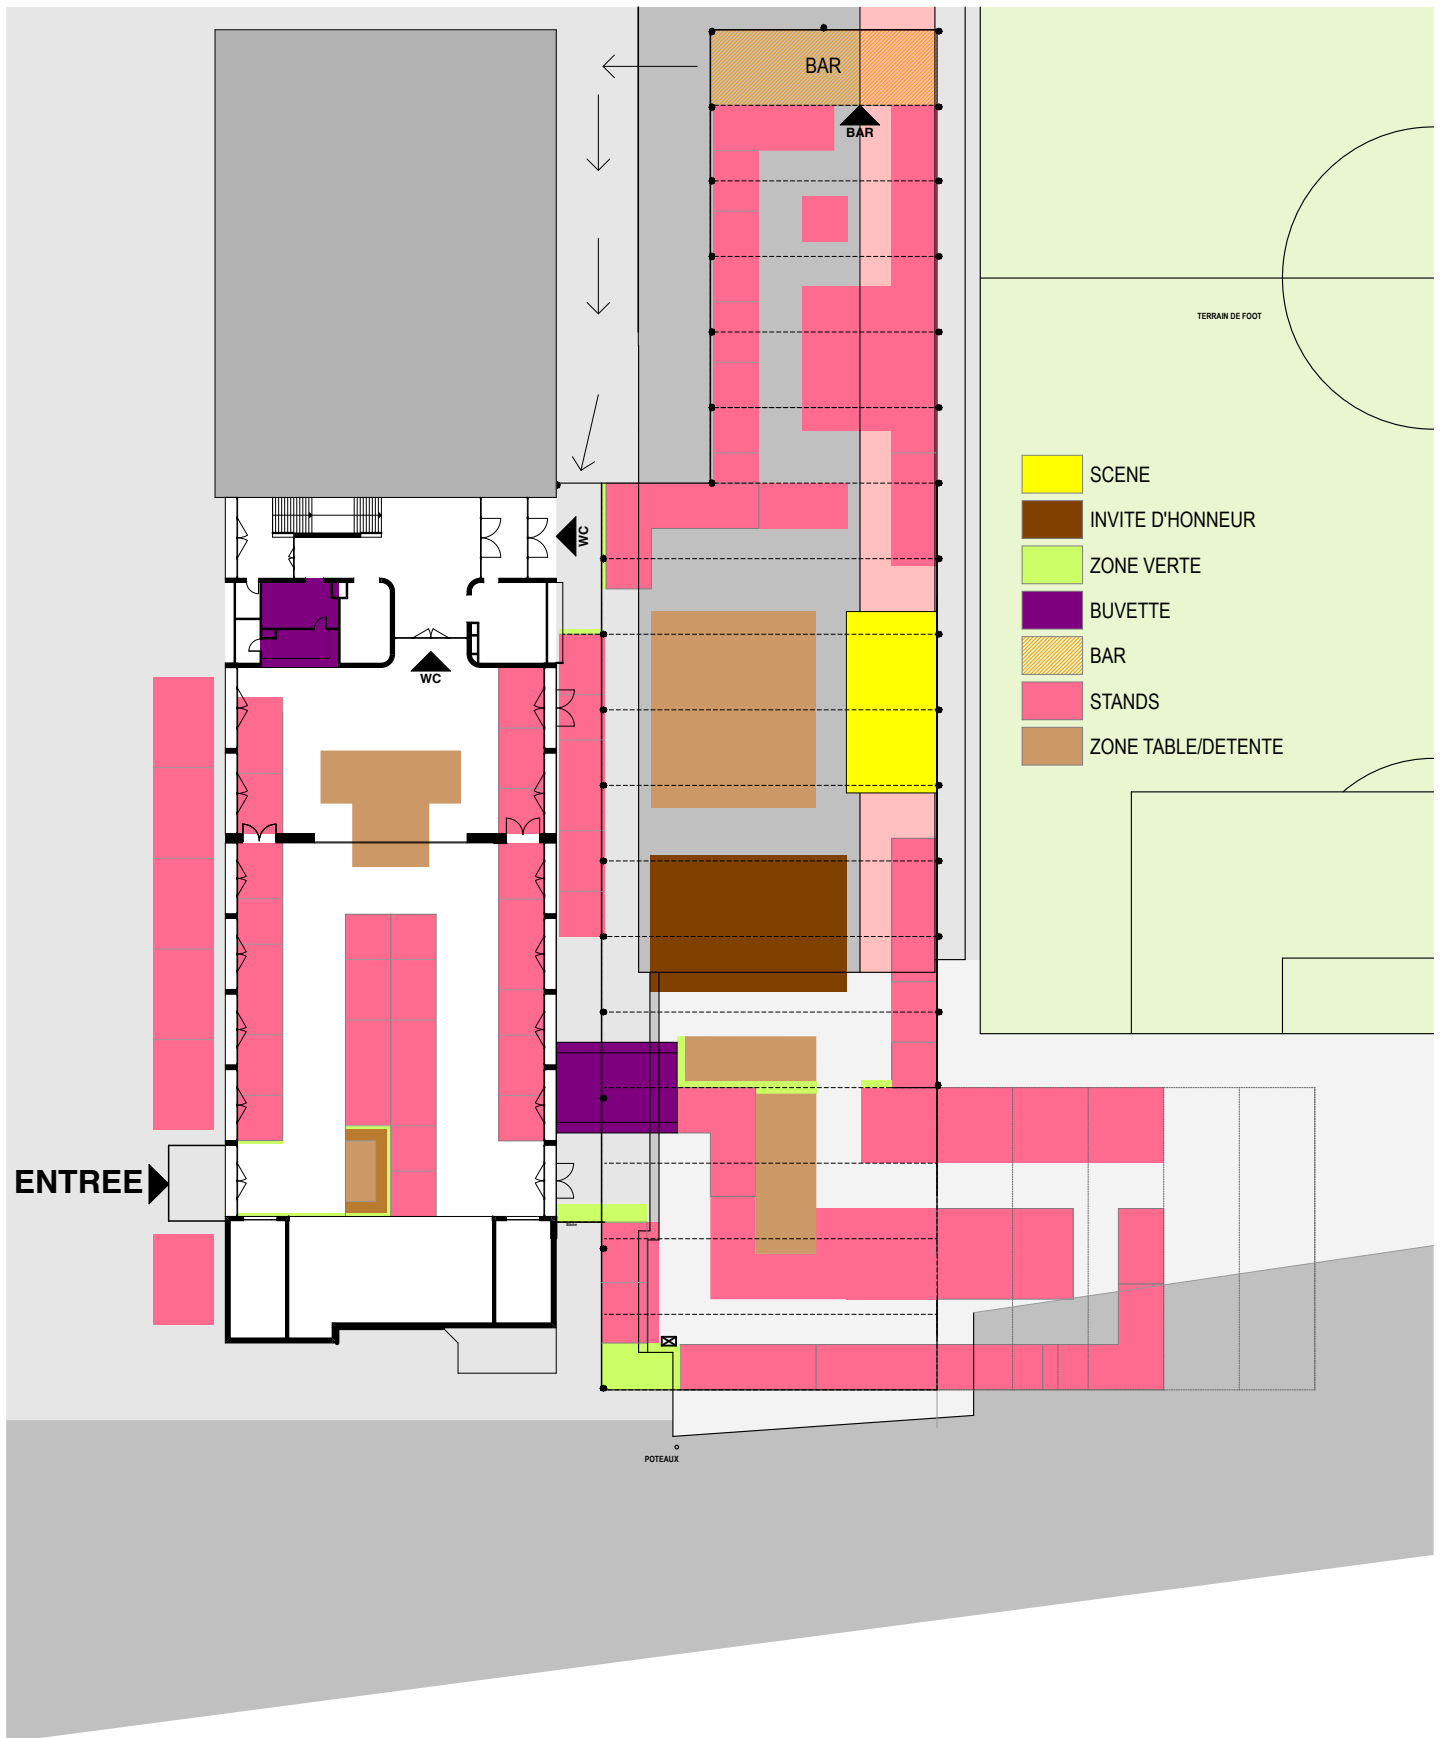 BAR
BAR
TERRAIN DE FOOT
SCENE
INVITE D'HONNEUR
ZONE VERTE
BUVETTE
BAR
STANDS
ZONE TABLE/DETENTE
WC
WC
ENTREE
POTEAUX